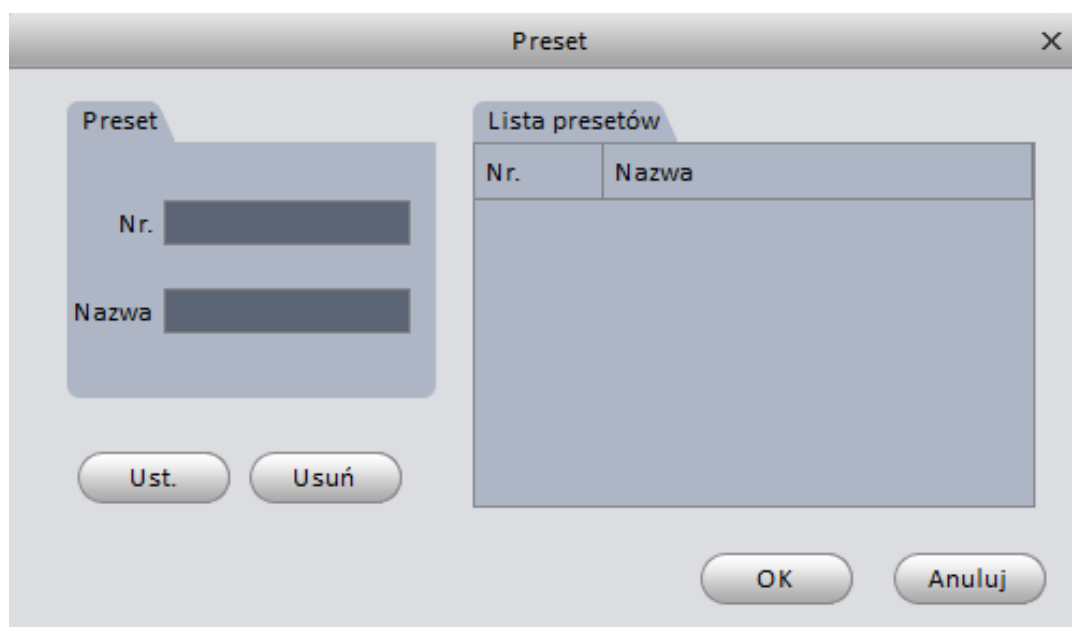 Preset
Preset
Nr.
Nazwa
Ust.
Usuń
Lista presetów
Nr.
Nazwa
OK
Anuluj